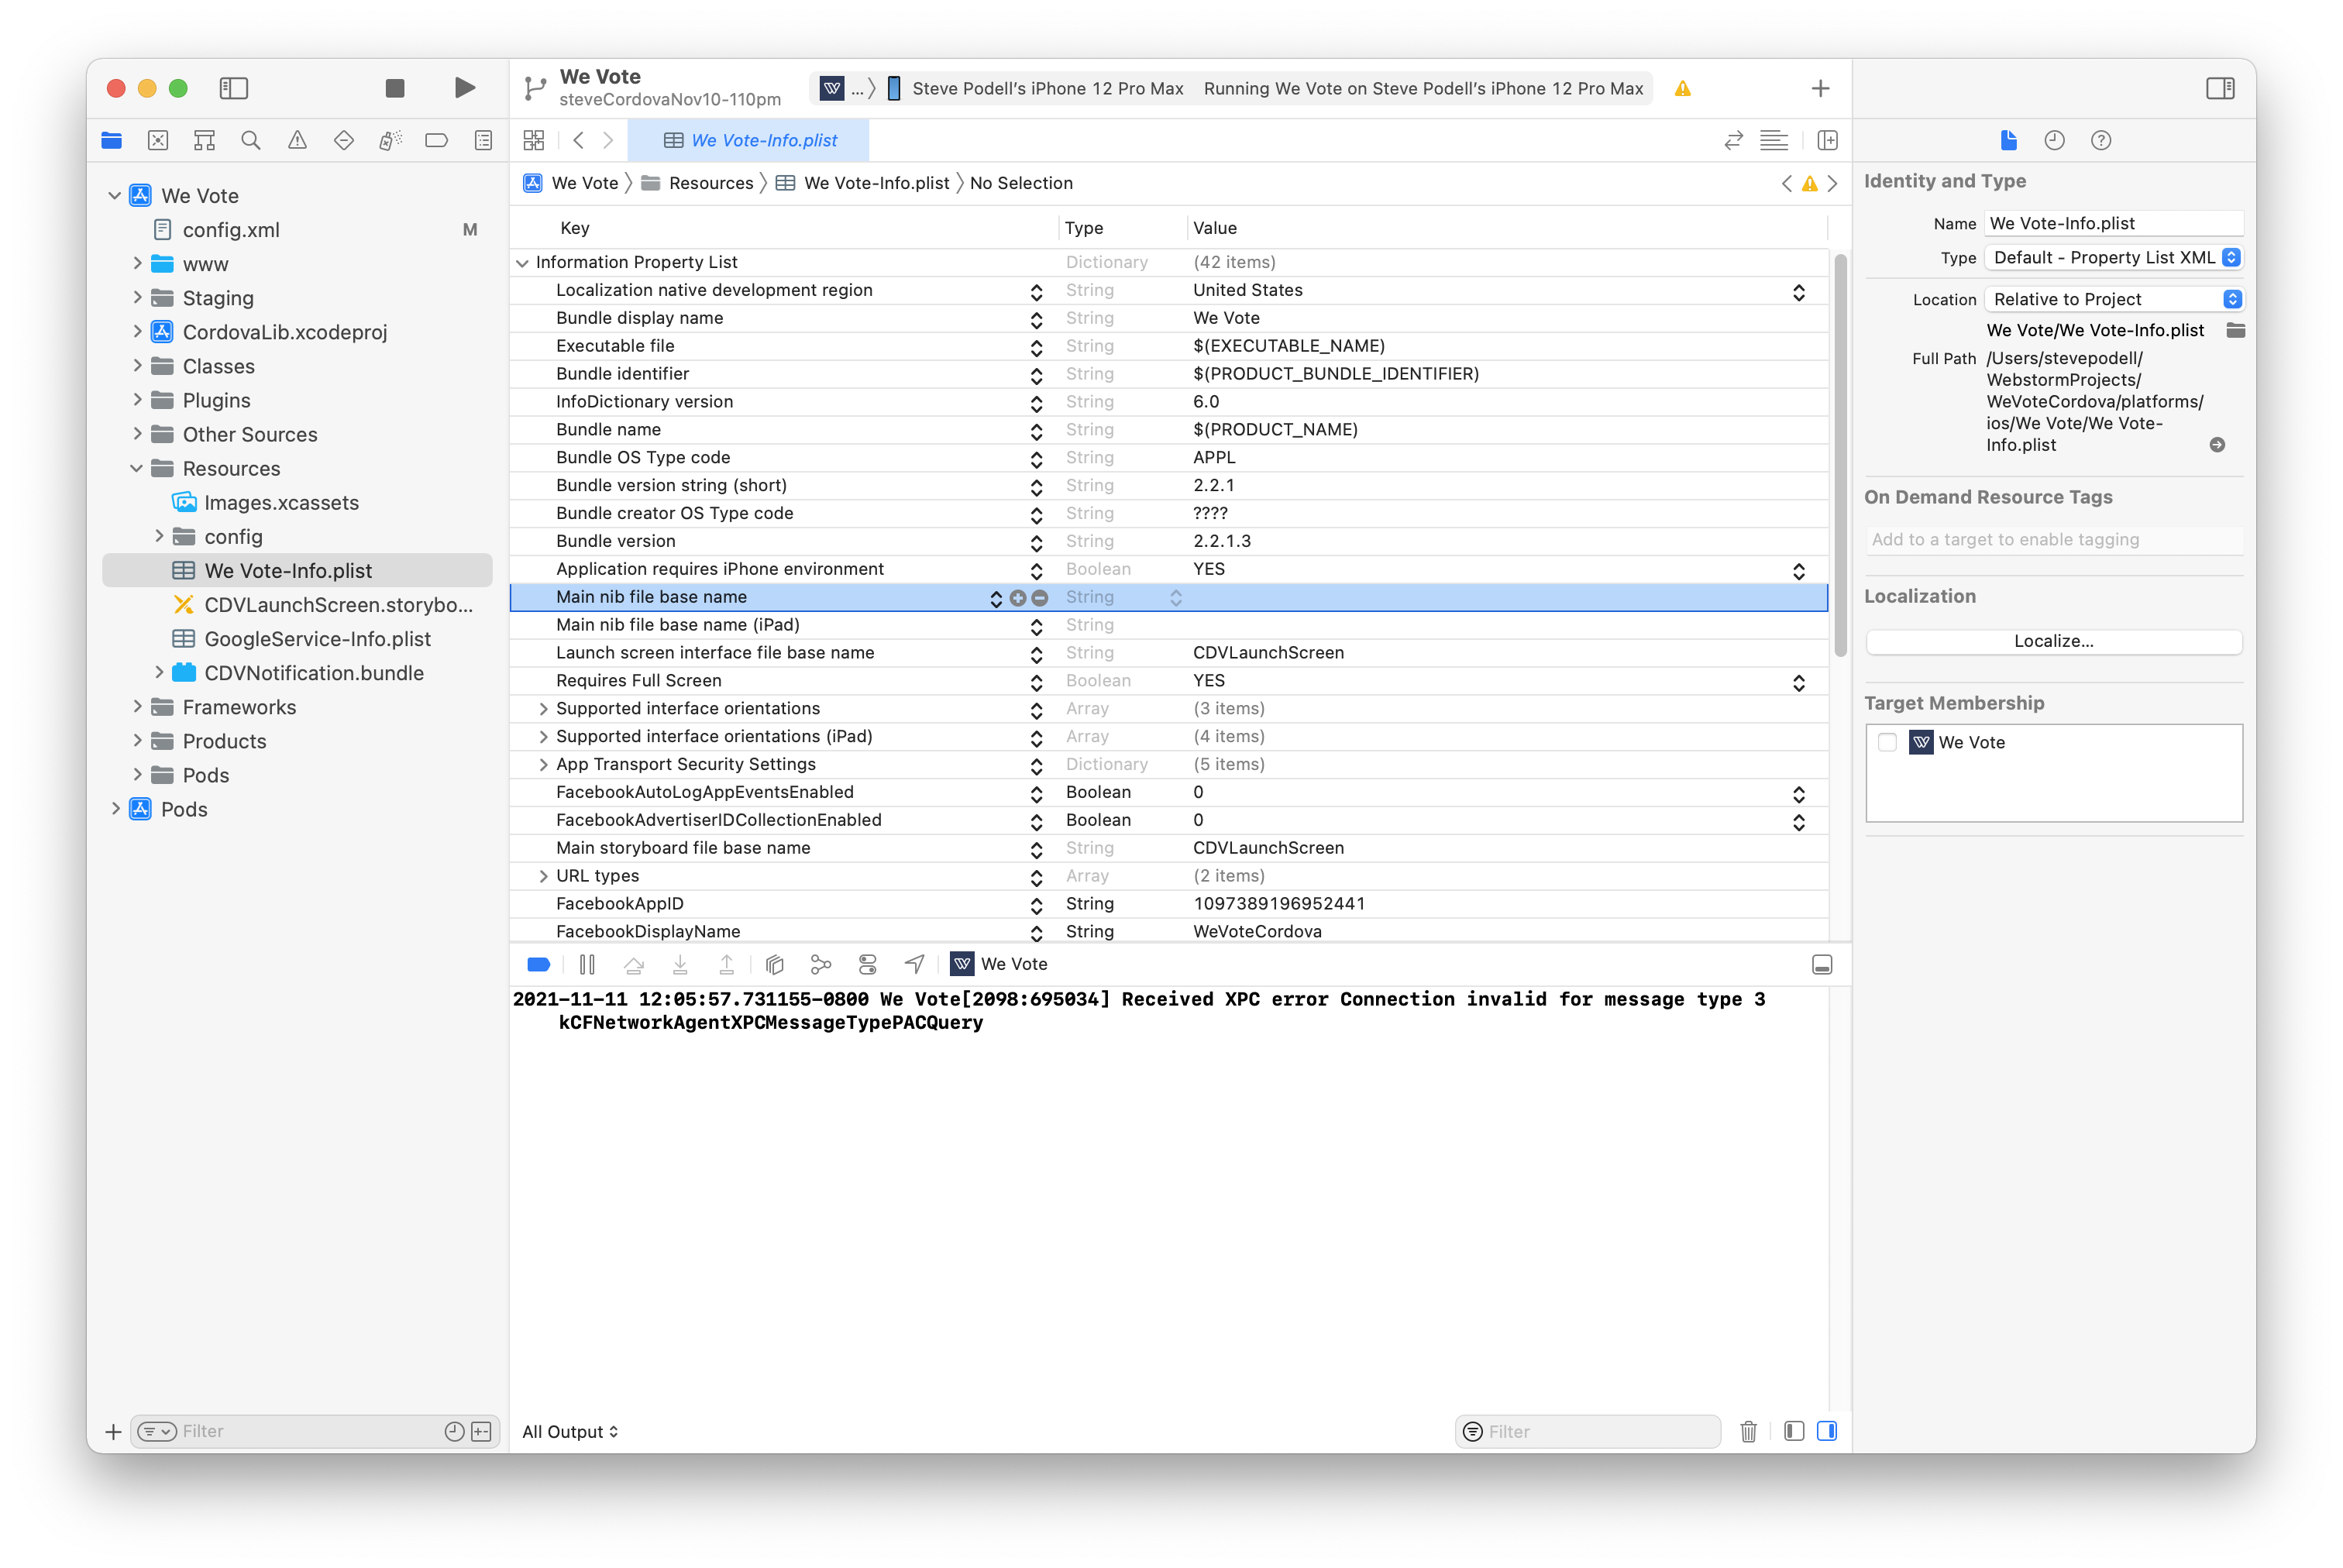 We Vote
steveCordovaNov10-110pm
... Steve Podell's iPhone 12 Pro Max Running We Vote on Steve Podell's iPhone 12 Pro Max
We Vote-Info.plist
We Vote
config.xml M
www
Staging
CordovaLib.xcodeproj
Classes
Plugins
Other Sources
Resources
Images.xcassets
config
We Vote-Info.plist
CDVLaunchScreen.storybo...
GoogleService-Info.plist
CDVNotification.bundle
Frameworks
Products
Pods
Pods
Filter
We Vote Resources We Vote-Info.plist No Selection
Key Type Value
Information Property List Dictionary (42 items)
Localization native development region String United States
Bundle display name String We Vote
Executable file String $(EXECUTABLE_NAME)
Bundle identifier String $(PRODUCT_BUNDLE_IDENTIFIER)
InfoDictionary version String 6.0
Bundle name String $(PRODUCT_NAME)
Bundle OS Type code String APPL
Bundle version string (short) String 2.2.1
Bundle creator OS Type code String ????
Bundle version String 2.2.1.3
Application requires iPhone environment Boolean YES
Main nib file base name String
Main nib file base name (iPad) String
Launch screen interface file base name String CDVLaunchScreen
Requires Full Screen Boolean YES
Supported interface orientations Array (3 items)
Supported interface orientations (iPad) Array (4 items)
App Transport Security Settings Dictionary (5 items)
FacebookAutoLogAppEventsEnabled Boolean 0
FacebookAdvertiserIDCollectionEnabled Boolean 0
Main storyboard file base name String CDVLaunchScreen
URL types Array (2 items)
FacebookAppID String 1097389196952441
FacebookDisplayName String WeVoteCordova
We Vote
2021-11-11 12:05:57.731155-0800 We Vote[2098:695034] Received XPC error Connection invalid for message type 3
kCFNetworkAgentXPCMessageTypePACQuery
All Output Filter
Identity and Type
Name We Vote-Info.plist
Type Default - Property List XML
Location Relative to Project
We Vote/We Vote-Info.plist
Full Path /Users/stevepodell/
WebstormProjects/
WeVoteCordova/platforms/
ios/We Vote/We Vote-
Info.plist
On Demand Resource Tags
Add to a target to enable tagging
Localization
Localize...
Target Membership
We Vote